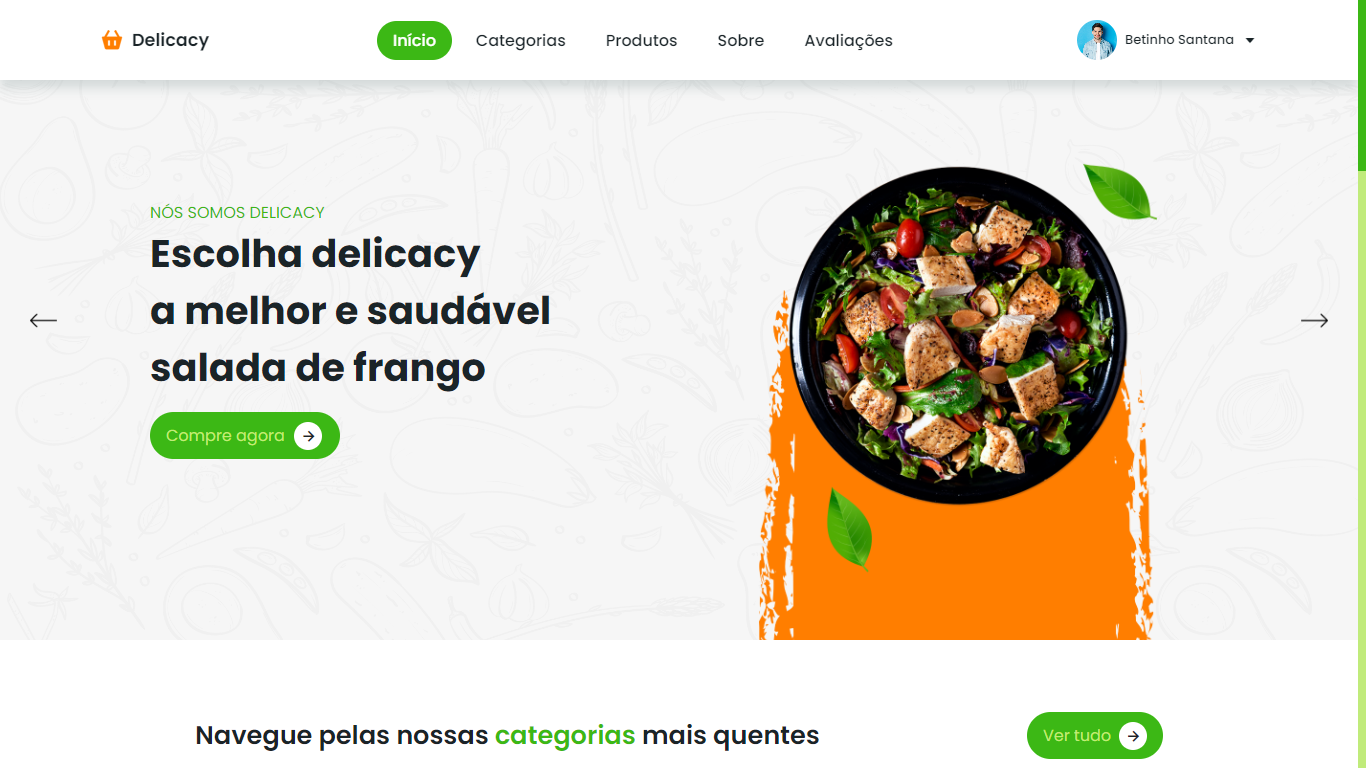 Delicacy
Início
Categorias
Produtos
Sobre
Avaliações
Betinho Santana
NÓS SOMOS DELICACY
Escolha delicacy
a melhor e saudável
salada de frango
Compre agora
Navegue pelas nossas categorias mais quentes
Ver tudo